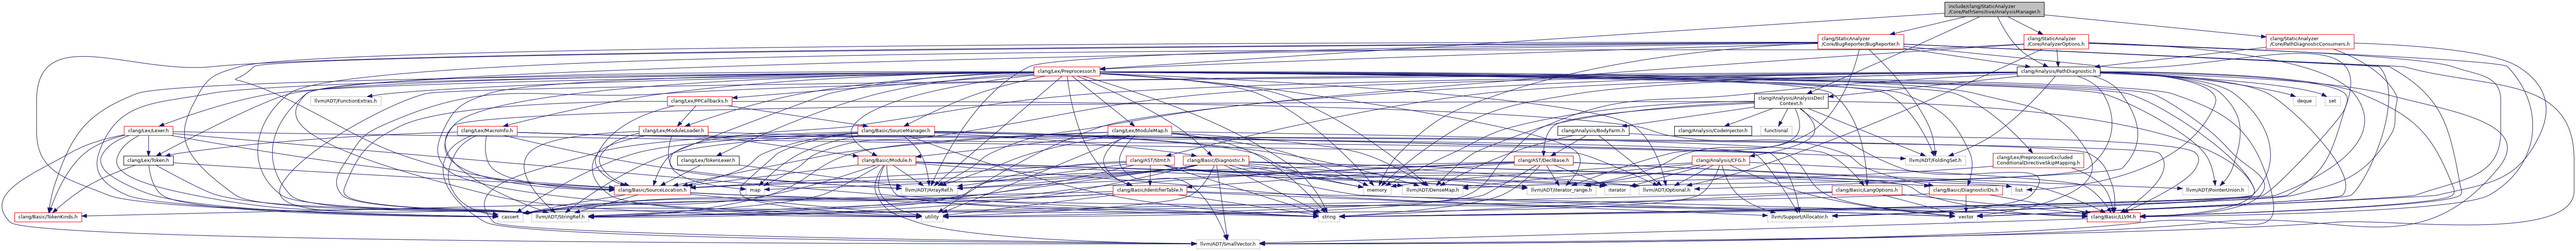 include/clang/StaticAnalyzer
/Core/PathSensitive/AnalysisManager.h
clang/StaticAnalyzer
/Core/BugReporter/BugReporter.h
clang/StaticAnalyzer
/Core/AnalyzerOptions.h
clang/StaticAnalyzer
/Core/PathDiagnosticConsumers.h
clang/Lex/Preprocessor.h
clang/Analysis/PathDiagnostic.h
llvm/ADT/FunctionExtras.h
clang/Lex/PPCallbacks.h
clang/Analysis/AnalysisDecl
Context.h
deque
set
clang/Lex/Lexer.h
clang/Lex/MacroInfo.h
clang/Lex/ModuleLoader.h
clang/Basic/SourceManager.h
clang/Lex/ModuleMap.h
clang/Analysis/BodyFarm.h
clang/Analysis/CodeInjector.h
functional
clang/Lex/Token.h
clang/Lex/TokenLexer.h
clang/Basic/Module.h
clang/AST/Stmt.h
clang/Basic/Diagnostic.h
clang/AST/DeclBase.h
clang/Analysis/CFG.h
llvm/ADT/FoldingSet.h
clang/Lex/PreprocessorExcluded
ConditionalDirectiveSkipMapping.h
clang/Basic/SourceLocation.h
map
llvm/ADT/ArrayRef.h
clang/Basic/IdentifierTable.h
memory
llvm/ADT/DenseMap.h
llvm/ADT/iterator_range.h
iterator
llvm/ADT/Optional.h
clang/Basic/LangOptions.h
clang/Basic/DiagnosticIDs.h
list
llvm/ADT/PointerUnion.h
clang/Basic/TokenKinds.h
cassert
llvm/ADT/StringRef.h
utility
string
llvm/Support/Allocator.h
vector
clang/Basic/LLVM.h
llvm/ADT/SmallVector.h